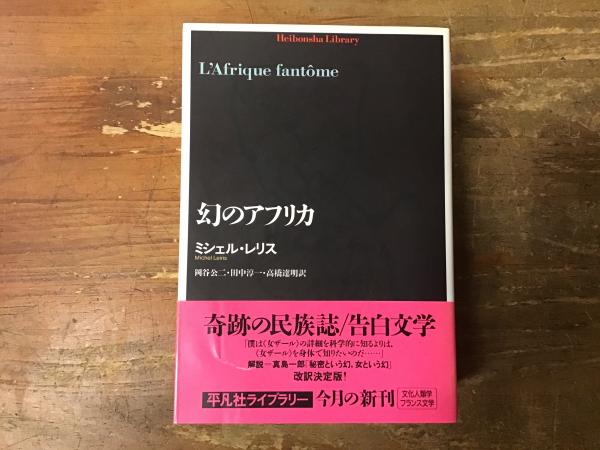 Heibonsha Library
L'Afrique fantôme
幻のアフリカ
ミシェル・レリス
Michel Leiris
岡谷公二・田中淳一・高橋達明訳
奇跡の民族誌/告白文学
「僕は〈女ザール〉の詳細を科学的に知るよりは、
〈女ザール〉を身体で知りたいのだ……」
解説―真島一郎「秘密という幻、女という幻」
改訳決定版!
平凡社ライブラリー 今月の新刊
文化人類学
フランス文学